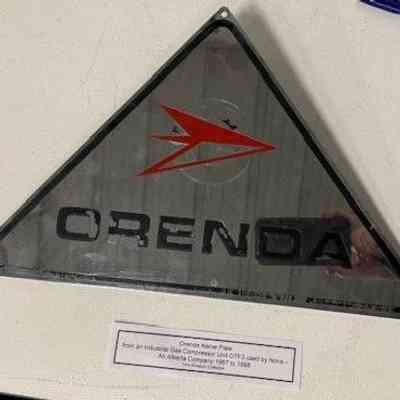 ORENDA
Orenda Name Plate
from an Industrial Gas Compressor Unit OT F3 used by Nova -
An Alberta Company 1967 to 1998